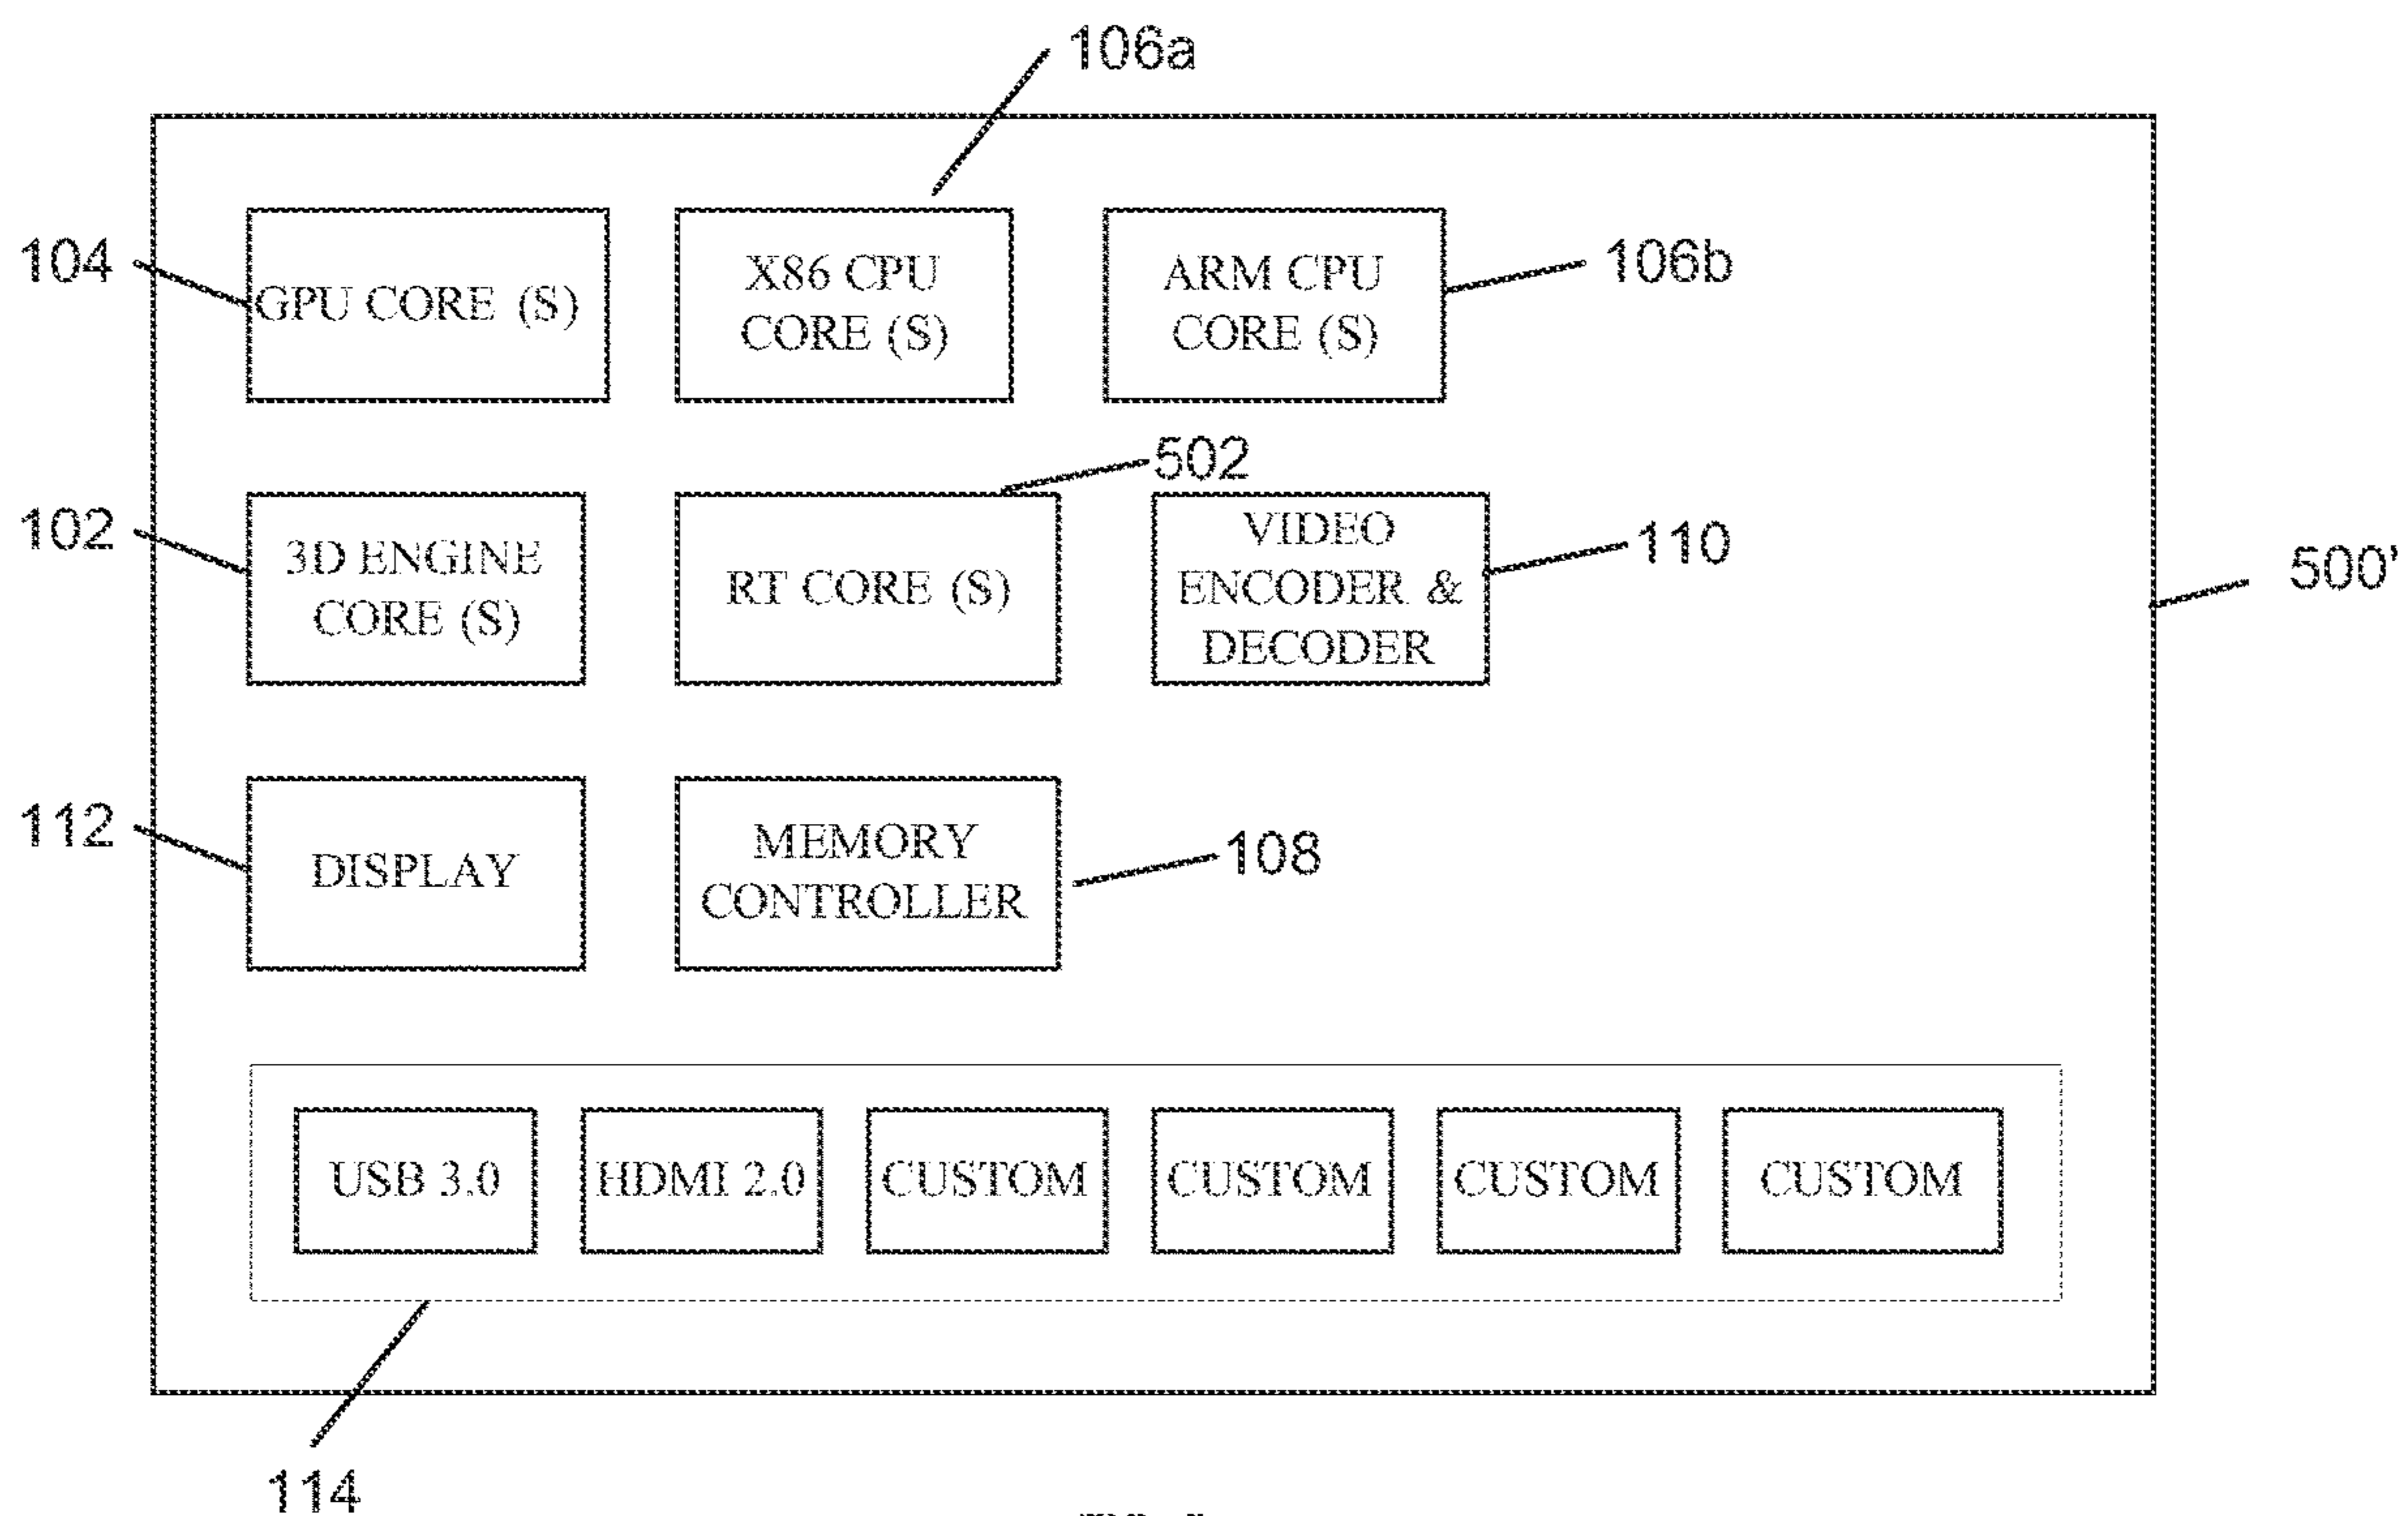 106a
104
GPU CORE (S)
X86 CPU
CORE (S)
ARM CPU
CORE (S)
106b
502
102
3D ENGINE
CORE (S)
RT CORE (S)
VIDEO
ENCODER &
DECODER
110
500'
112
DISPLAY
MEMORY
CONTROLLER
108
USB 3.0
HDMI 2.0
CUSTOM
CUSTOM
CUSTOM
CUSTOM
114